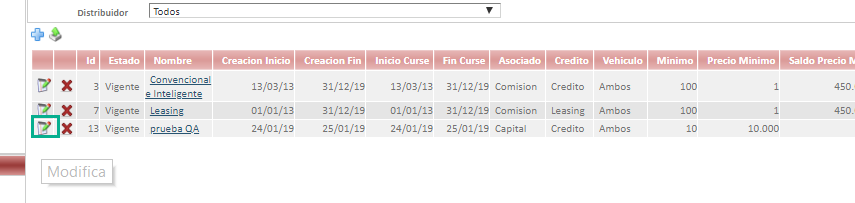 Distribuidor Todos
Id Estado Nombre Creacion Inicio Creacion Fin Inicio Curse Fin Curse Asociado Credito Vehiculo Minimo Precio Minimo Saldo Precio M
3 Vigente Convencional e Inteligente 13/03/13 31/12/19 13/03/13 31/12/19 Comision Credito Ambos 100 1 450.
7 Vigente Leasing 01/01/13 31/12/19 01/01/13 31/12/19 Comision Leasing Ambos 100 1 450.
13 Vigente prueba QA 24/01/19 25/01/19 24/01/19 25/01/19 Capital Credito Ambos 10 10.000
Modifica